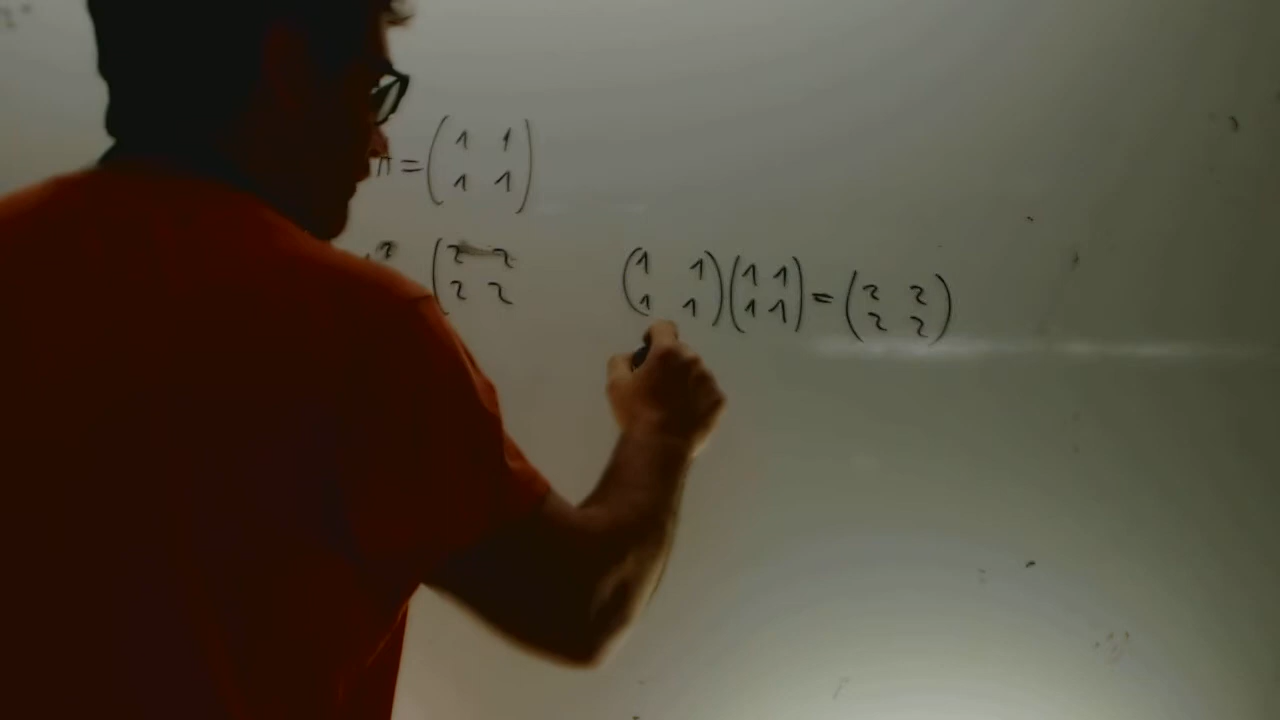 = ( 1 1
1 1 )
2 ( 2 2
2 2
( 1 1
1 1 ) ( 1 1
1 1 ) = ( 2 2
2 2 )